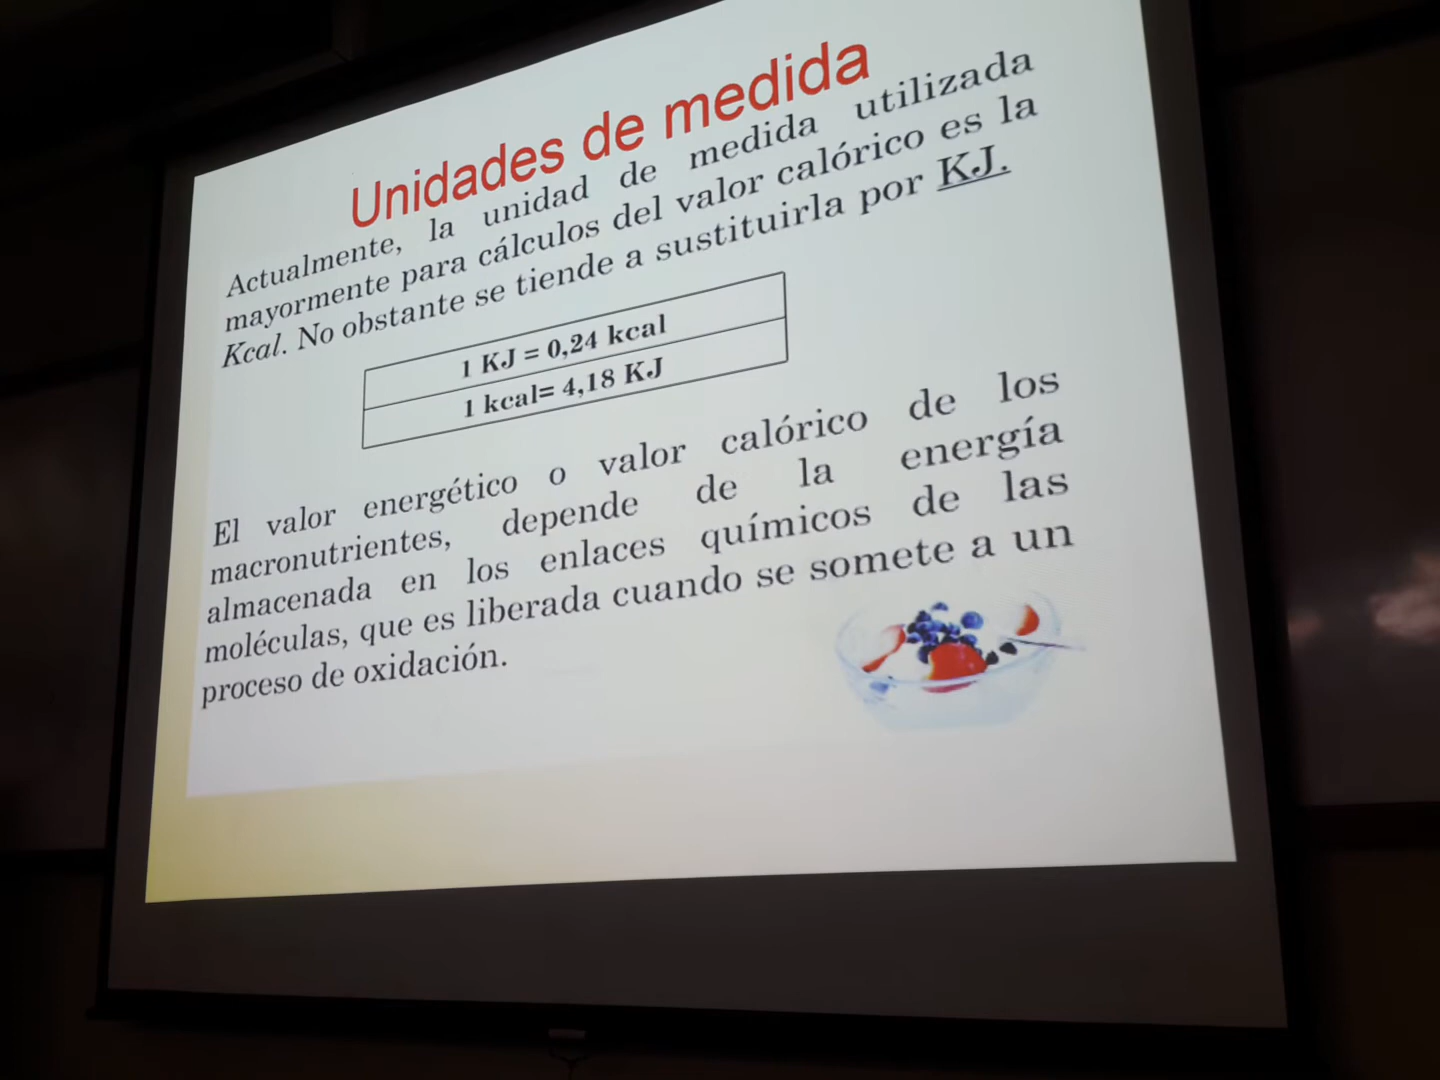 Unidades de medida
Actualmente, la unidad de medida utilizada
mayormente para cálculos del valor calórico es la
Kcal. No obstante se tiende a sustituirla por KJ.
1 KJ = 0,24 kcal
1 kcal= 4,18 KJ
El valor energético o valor calórico de los
macronutrientes, depende de la energía
almacenada en los enlaces químicos de las
moléculas, que es liberada cuando se somete a un
proceso de oxidación.